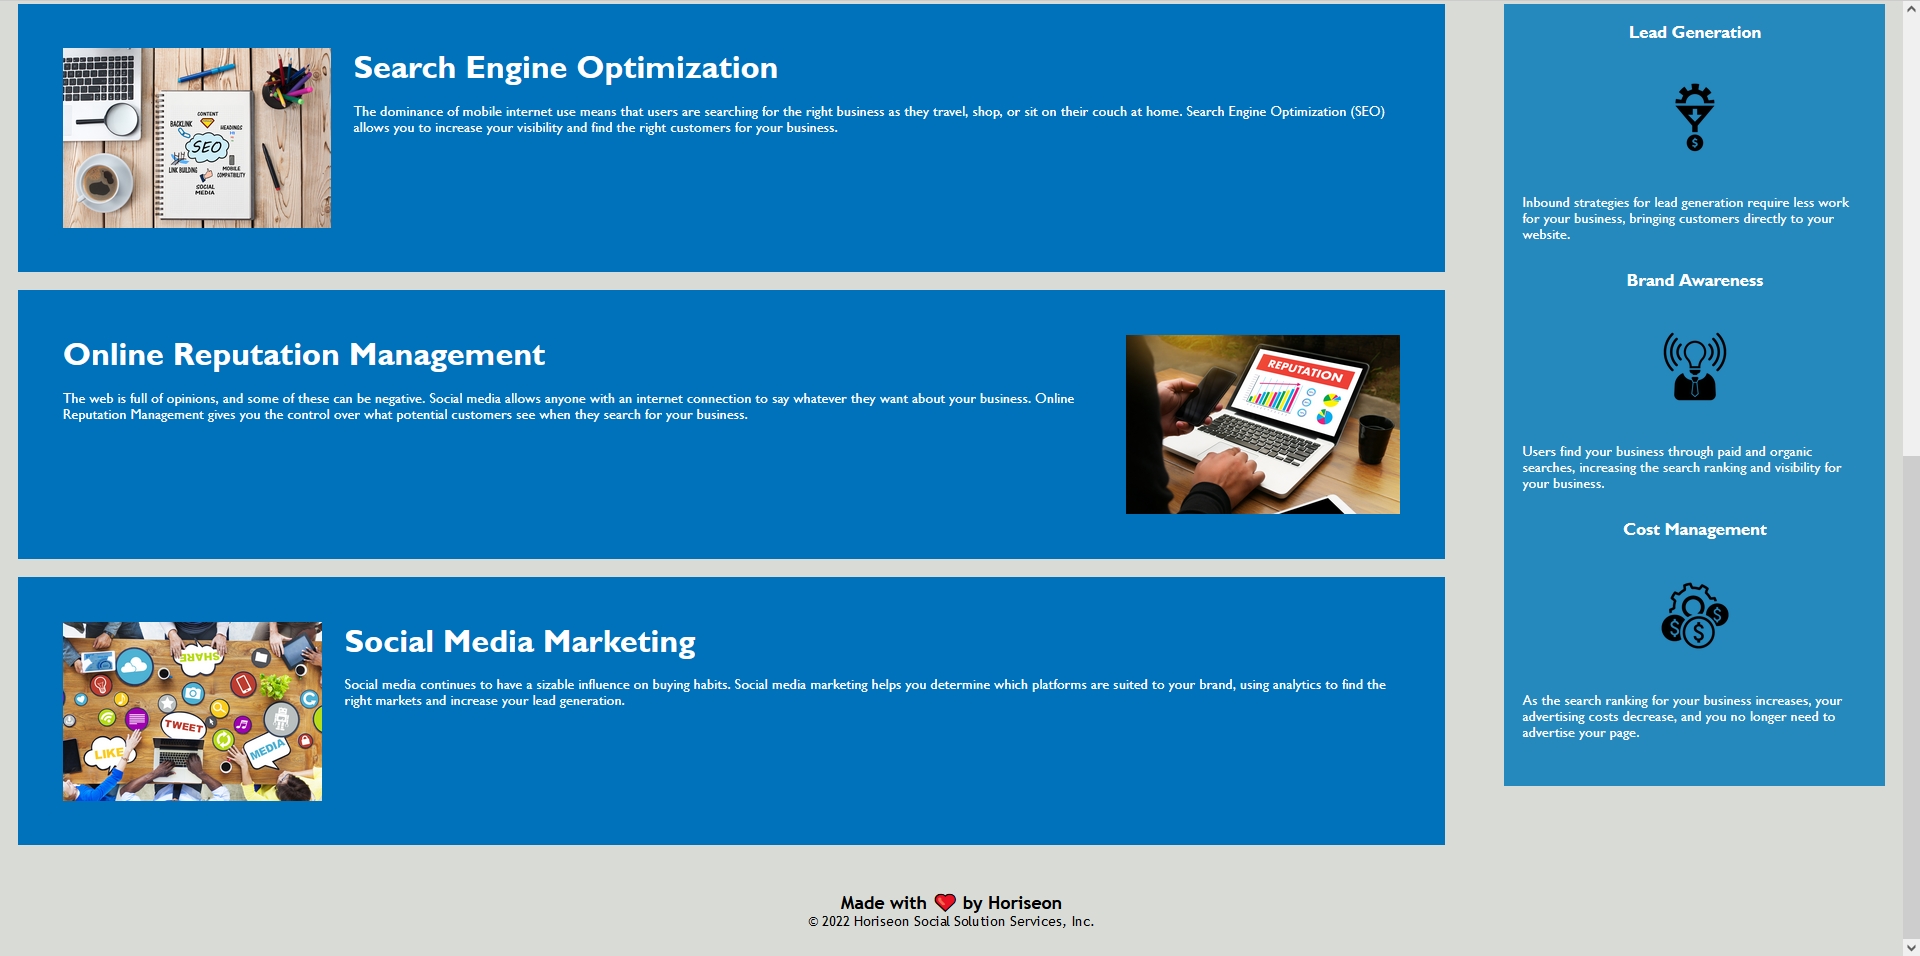 Search Engine Optimization
The dominance of mobile internet use means that users are searching for the right business as they travel, shop, or sit on their couch at home. Search Engine Optimization (SEO)
allows you to increase your visibility and find the right customers for your business.
CONTENT
BACKLINK
HEADINGS
SEO
LINK BUILDING
MOBILE
COMPATIBILITY
SOCIAL
MEDIA
Online Reputation Management
The web is full of opinions, and some of these can be negative. Social media allows anyone with an internet connection to say whatever they want about your business. Online
Reputation Management gives you the control over what potential customers see when they search for your business.
REPUTATION
Social Media Marketing
Social media continues to have a sizable influence on buying habits. Social media marketing helps you determine which platforms are suited to your brand, using analytics to find the
right markets and increase your lead generation.
SHARE
TWEET
LIKE
MEDIA
Lead Generation
$
Inbound strategies for lead generation require less work
for your business, bringing customers directly to your
website.
Brand Awareness
Users find your business through paid and organic
searches, increasing the search ranking and visibility for
your business.
Cost Management
$
$
$
As the search ranking for your business increases, your
advertising costs decrease, and you no longer need to
advertise your page.
Made with ❤️ by Horiseon
© 2022 Horiseon Social Solution Services, Inc.